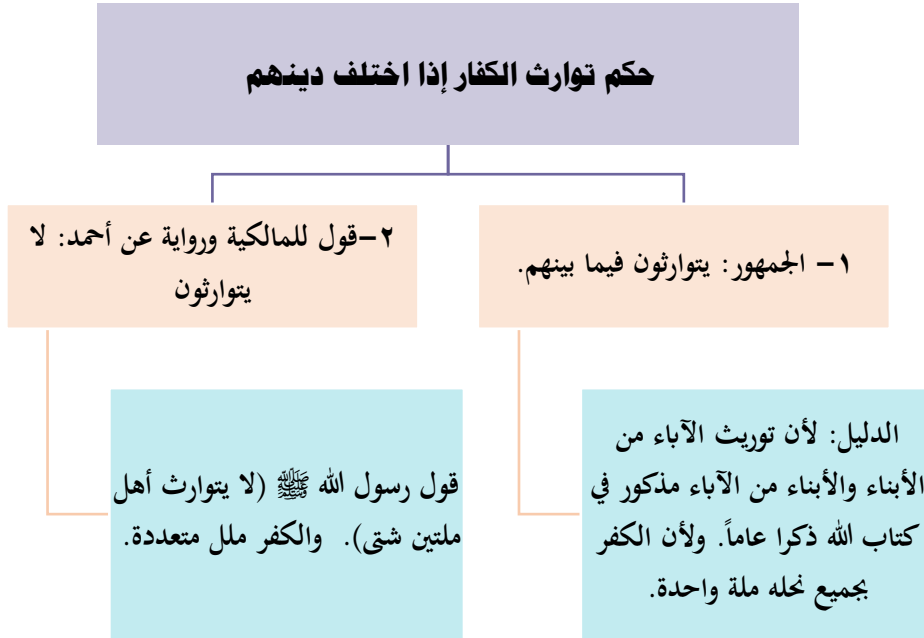 حكم توارث الكفار إذا اختلف دينهم
١- الجمهور: يتوارثون فيما بينهم.
الدليل: لأن توريث الآباء من
الأبناء والأبناء من الآباء مذكور في
كتاب الله ذكرا عاماً. ولأن الكفر
بجميع نحله ملة واحدة.
٢-قول للمالكية ورواية عن أحمد: لا
يتوارثون
قول رسول الله ﷺ (لا يتوارث أهل
ملتين شتى). والكفر ملل متعددة.